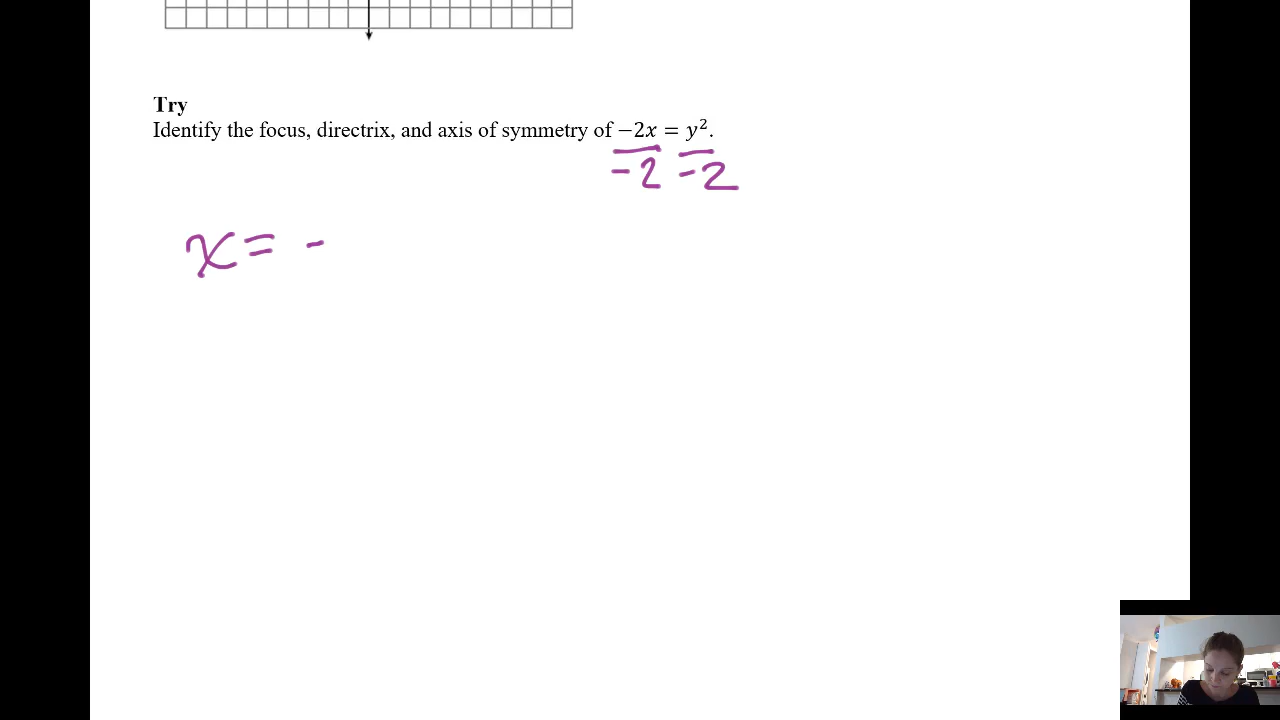 Try
Identify the focus, directrix, and axis of symmetry of −2x = y².
-2 -2
x = -